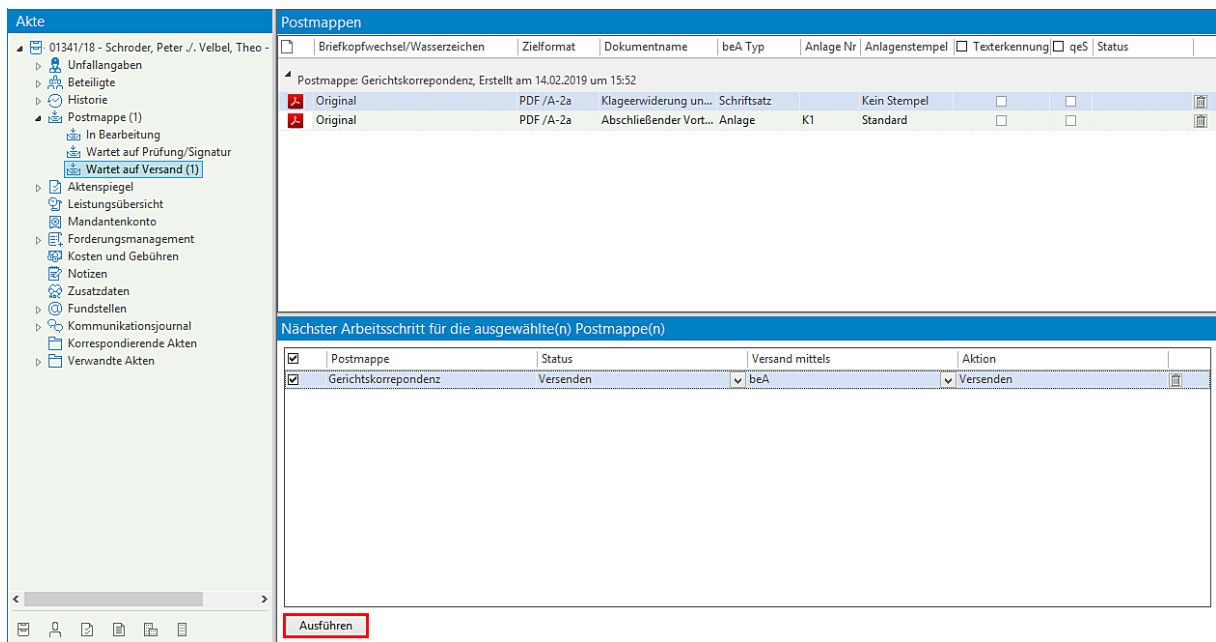 Akte
01341/18 - Schroder, Peter ./. Velbel, Theo -
Unfallangaben
Beteiligte
Historie
Postmappe (1)
In Bearbeitung
Wartet auf Prüfung/Signatur
Wartet auf Versand (1)
Aktenspiegel
Leistungsübersicht
Mandantenkonto
Forderungsmanagement
Kosten und Gebühren
Notizen
Zusatzdaten
Fundstellen
Kommunikationsjournal
Korrespondierende Akten
Verwandte Akten
Postmappen
Briefkopfwechsel/Wasserzeichen Zielformat Dokumentname beA Typ Anlage Nr Anlagenstempel Texterkennung qeS Status
Postmappe: Gerichtskorrepondenz, Erstellt am 14.02.2019 um 15:52
Original PDF /A-2a Klageerwiderung un... Schriftsatz Kein Stempel
Original PDF /A-2a Abschließender Vort... Anlage K1 Standard
Nächster Arbeitsschritt für die ausgewählte(n) Postmappe(n)
Postmappe Status Versand mittels Aktion
Gerichtskorrepondenz Versenden beA Versenden
Ausführen